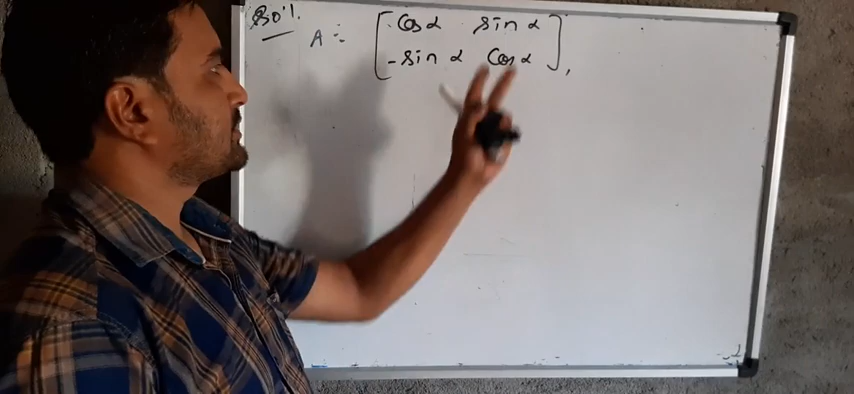 Sol.
A = [cos α sin α]
[-sin α cos α],